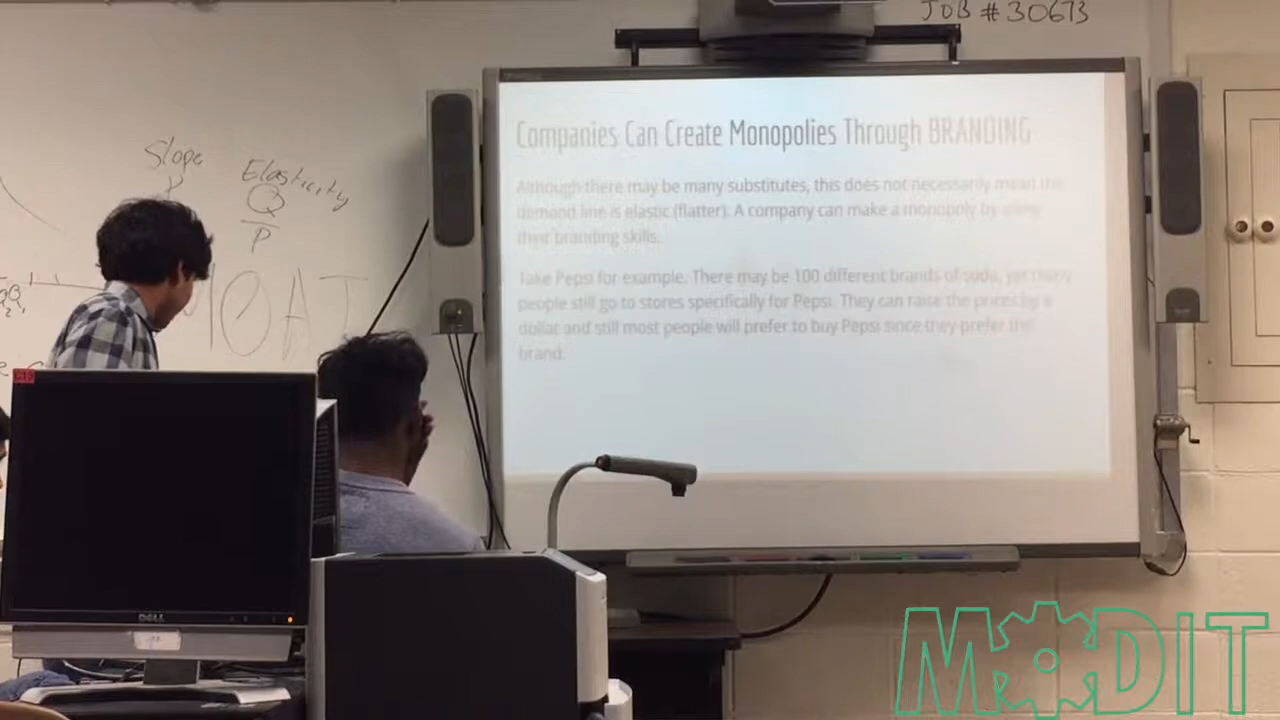 JOB # 30673
Companies Can Create Monopolies Through BRANDING
Although there may be many substitutes, this does not necessarily mean the
demand line is elastic (flatter). A company can make a monopoly by using
their branding skills.
Take Pepsi for example. There may be 100 different brands of soda, yet many
people still go to stores specifically for Pepsi. They can raise the prices by a
dollar and still most people will prefer to buy Pepsi since they prefer the
brand.
Slope
Elasticity
Q
P
MOAT
DELL
MODIT